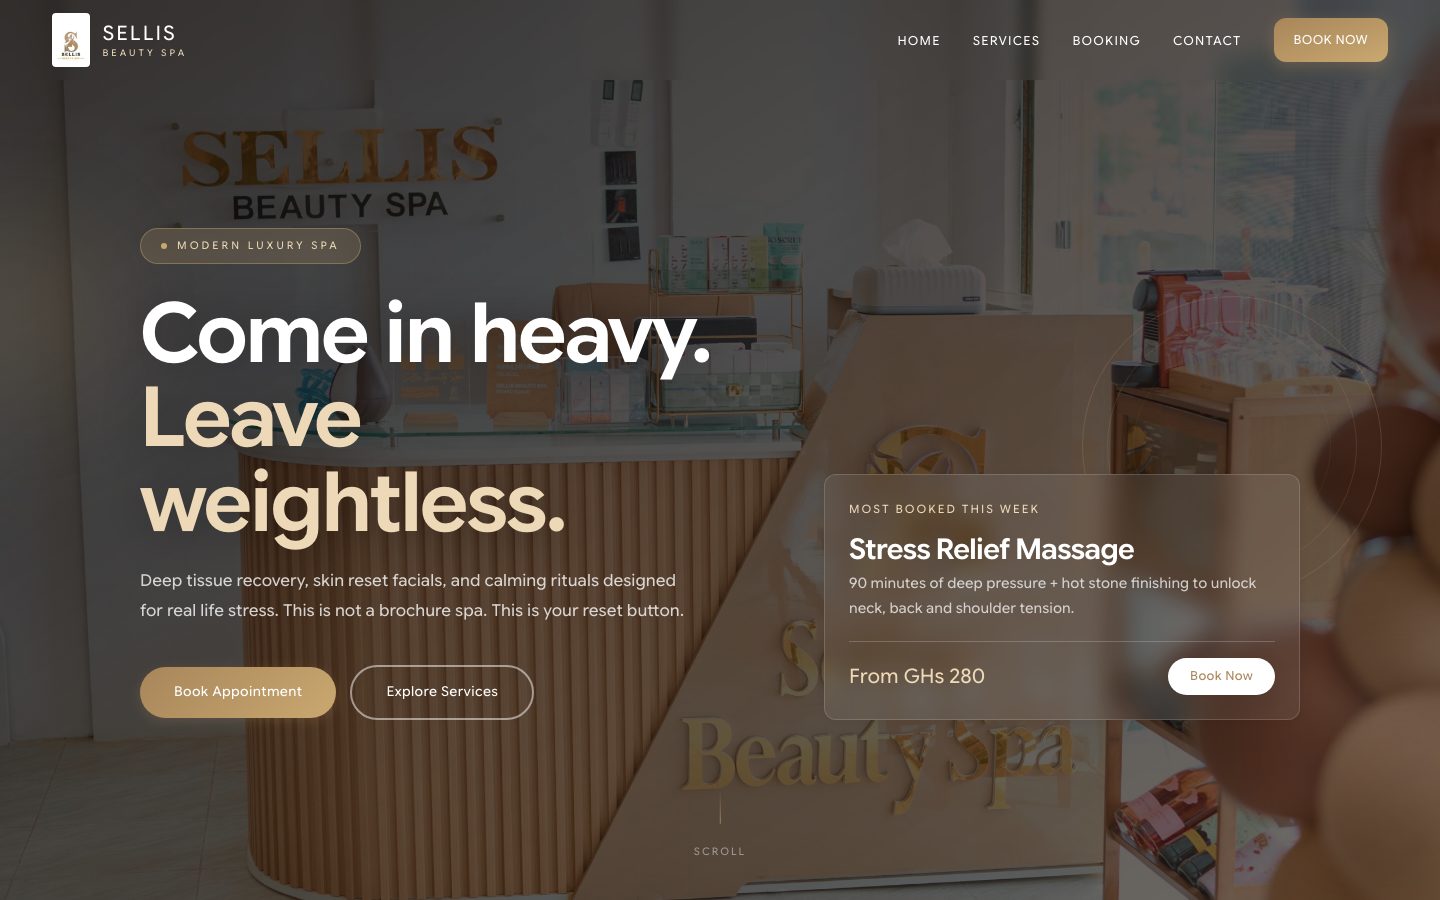 SELLIS
BEAUTY SPA
SELLIS
HOME
SERVICES
BOOKING
CONTACT
BOOK NOW
SELLIS
BEAUTY SPA
MODERN LUXURY SPA
Come in heavy.
Leave
weightless.
Deep tissue recovery, skin reset facials, and calming rituals designed
for real life stress. This is not a brochure spa. This is your reset button.
Book Appointment
Explore Services
MOST BOOKED THIS WEEK
Stress Relief Massage
90 minutes of deep pressure + hot stone finishing to unlock
neck, back and shoulder tension.
From GHs 280
Book Now
Beauty Spa
SCROLL